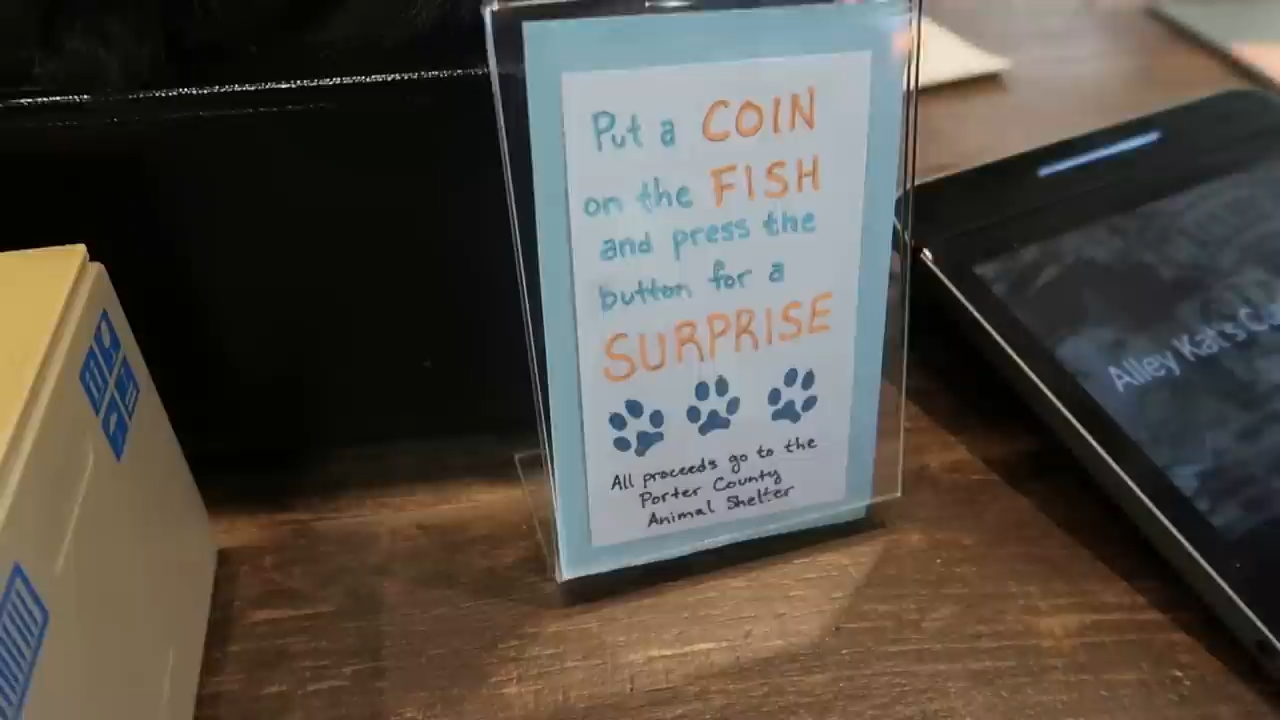 Put a COIN
on the FISH
and press the
button for a
SURPRISE
All proceeds go to the
Porter County
Animal Shelter
Alley Kat's